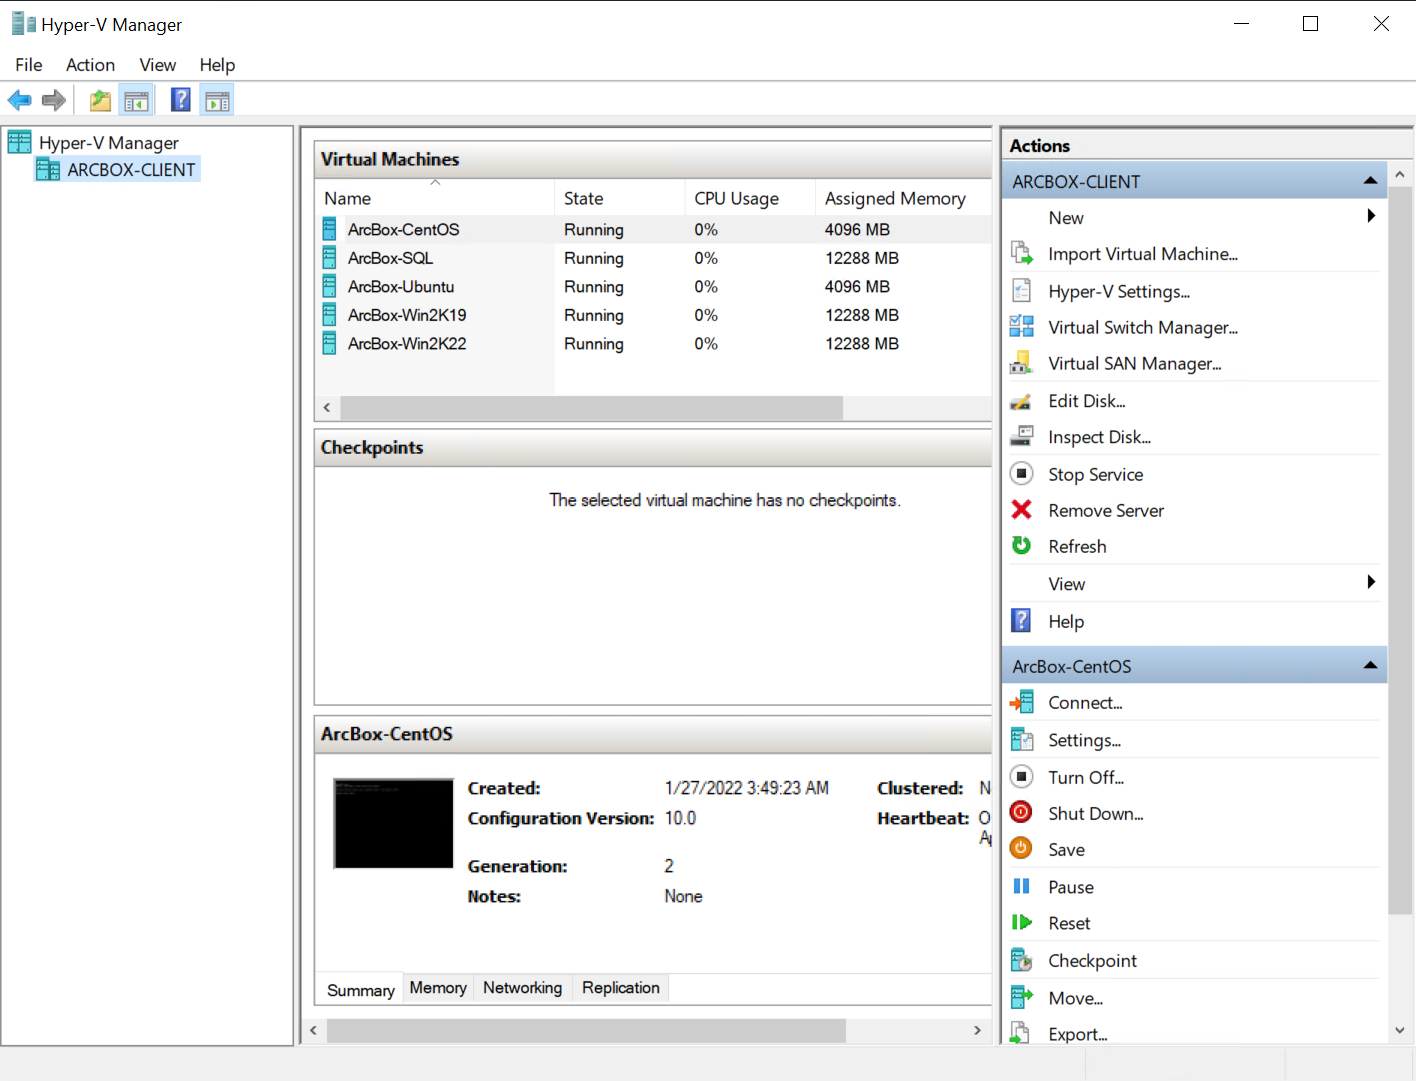 Hyper-V Manager
File Action View Help
Hyper-V Manager
ARCBOX-CLIENT
Virtual Machines
Name State CPU Usage Assigned Memory
ArcBox-CentOS Running 0% 4096 MB
ArcBox-SQL Running 0% 12288 MB
ArcBox-Ubuntu Running 0% 4096 MB
ArcBox-Win2K19 Running 0% 12288 MB
ArcBox-Win2K22 Running 0% 12288 MB
Checkpoints
The selected virtual machine has no checkpoints.
ArcBox-CentOS
Created: 1/27/2022 3:49:23 AM Clustered: N
Configuration Version: 10.0 Heartbeat: O
Generation: 2
Notes: None
Summary Memory Networking Replication
Actions
ARCBOX-CLIENT
New
Import Virtual Machine...
Hyper-V Settings...
Virtual Switch Manager...
Virtual SAN Manager...
Edit Disk...
Inspect Disk...
Stop Service
Remove Server
Refresh
View
Help
ArcBox-CentOS
Connect...
Settings...
Turn Off...
Shut Down...
Save
Pause
Reset
Checkpoint
Move...
Export...